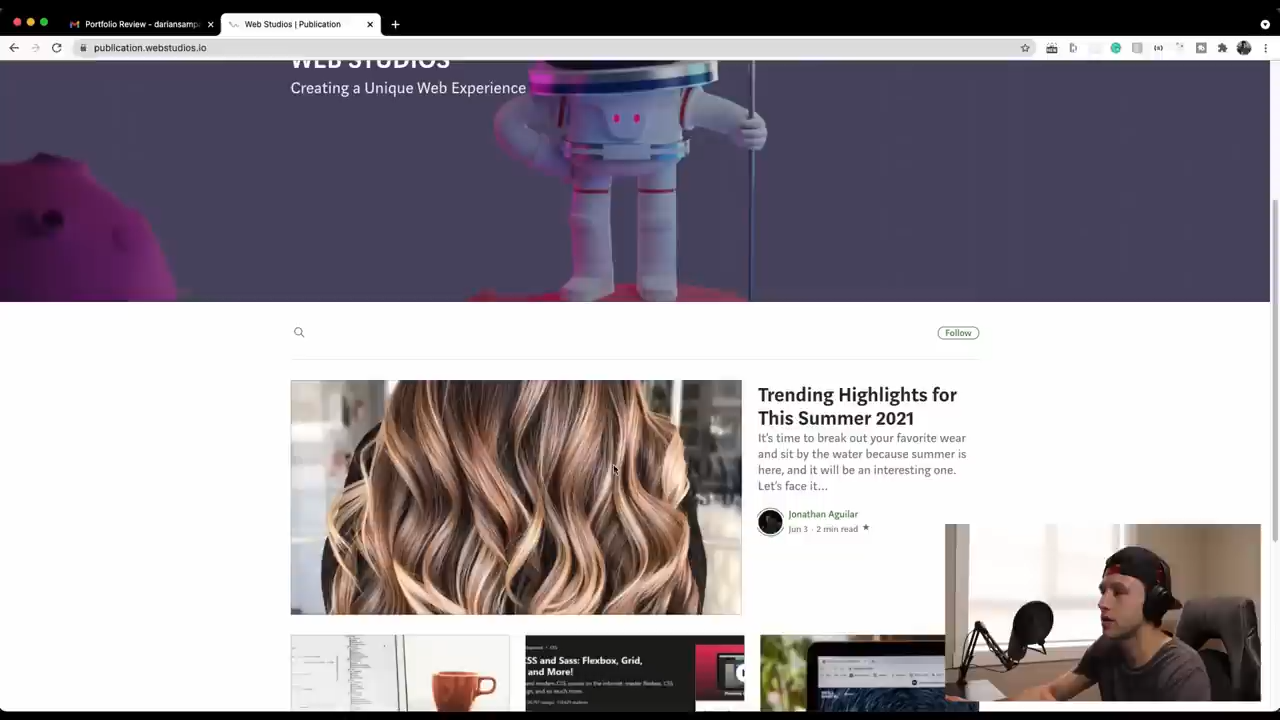 Portfolio Review - dariansamp
Web Studios | Publication
publication.webstudios.io
WEB STUDIOS
Creating a Unique Web Experience
Follow
Trending Highlights for
This Summer 2021
It's time to break out your favorite wear
and sit by the water because summer is
here, and it will be an interesting one.
Let's face it...
Jonathan Aguilar
Jun 3 · 2 min read
CSS and Sass: Flexbox, Grid,
and More!